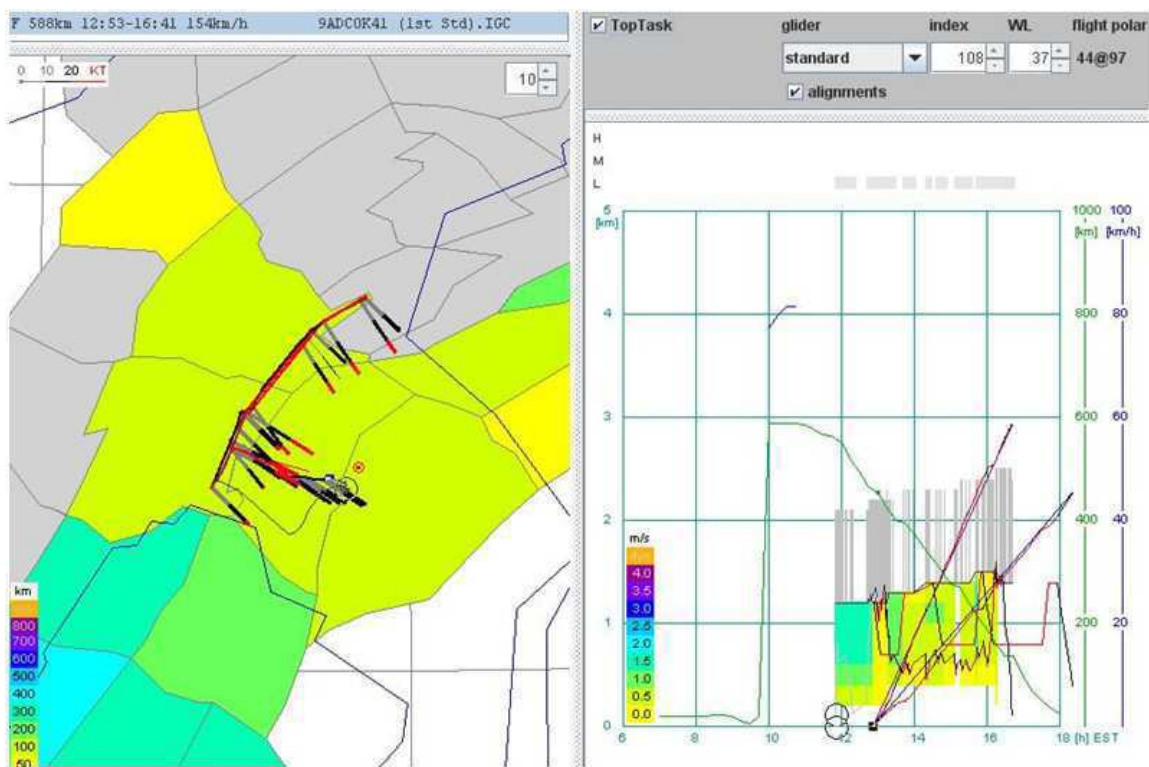 F 588km 12:53-16:41 154km/h 9ADC0K41 (1st Std).IGC
0 10 20 KT
10
km
800
700
600
500
400
300
200
100
50
TopTask glider index WL flight polar
standard 108 37 44@97
alignments
H
M
L
5 1000 100
[km] [km] [km/h]
4 800 80
3 600 60
2 400 40
m/s
4.0
3.5
3.0
2.5
2.0
1.5
1.0
0.5
0.0
1 200 20
0 0 0
6 8 10 12 14 16 18 [h] EST